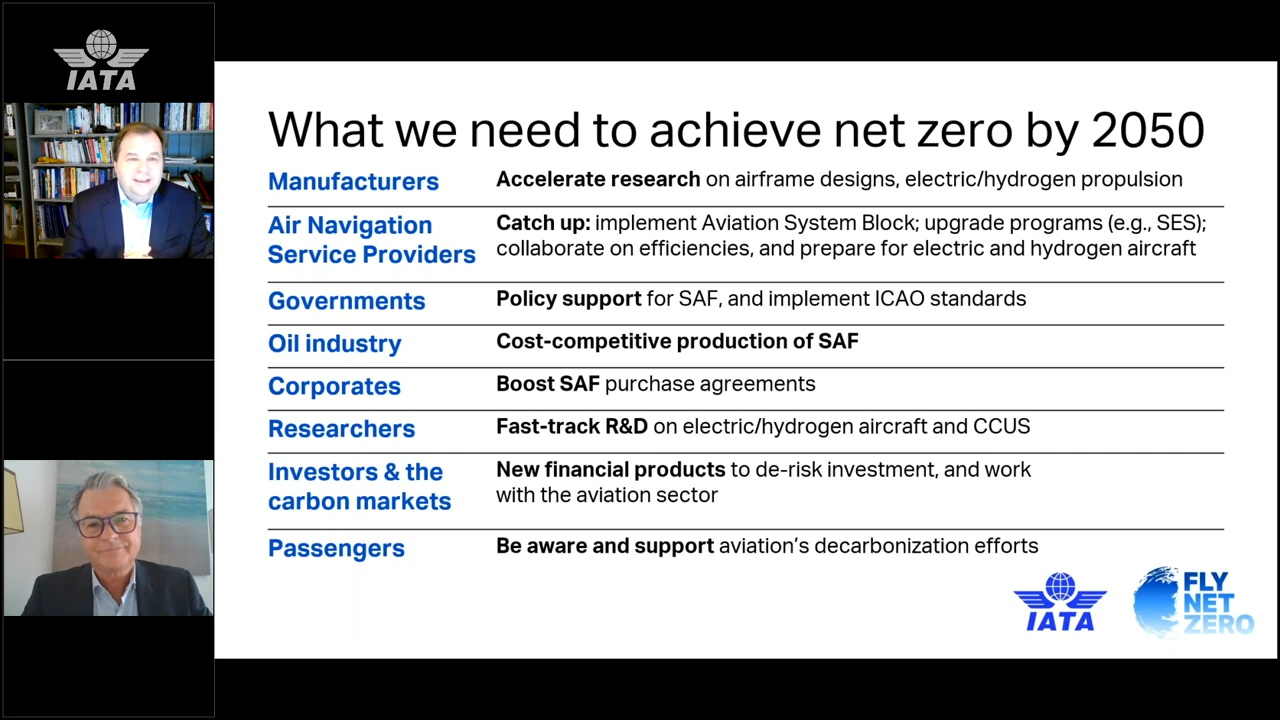 IATA
What we need to achieve net zero by 2050
Manufacturers
Accelerate research on airframe designs, electric/hydrogen propulsion
Air Navigation
Service Providers
Catch up: implement Aviation System Block; upgrade programs (e.g., SES);
collaborate on efficiencies, and prepare for electric and hydrogen aircraft
Governments
Policy support for SAF, and implement ICAO standards
Oil industry
Cost-competitive production of SAF
Corporates
Boost SAF purchase agreements
Researchers
Fast-track R&D on electric/hydrogen aircraft and CCUS
Investors & the
carbon markets
New financial products to de-risk investment, and work
with the aviation sector
Passengers
Be aware and support aviation’s decarbonization efforts
IATA
FLY
NET
ZERO